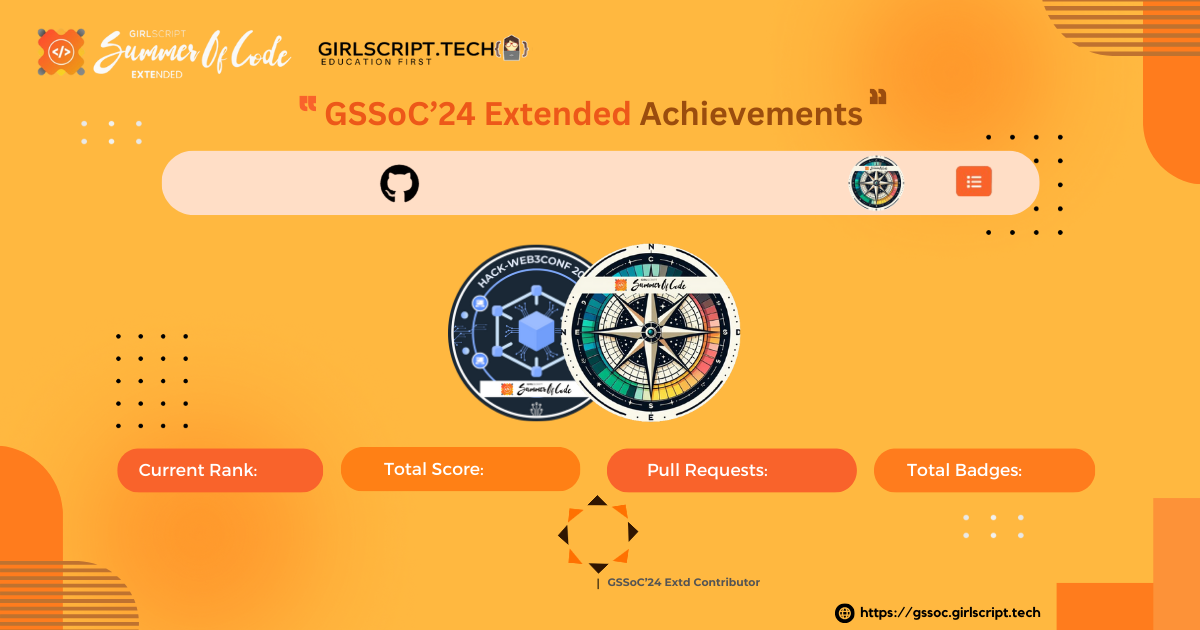 GIRLSCRIPT
Summer Of Code
EXTENDED
GIRLSCRIPT.TECH
EDUCATION FIRST
❝ GSSoC’24 Extended Achievements ❞
HACK-WEB3CONF 20
Summer Of Code
N
C
S
E
Summer Of Code
Current Rank:
Total Score:
Pull Requests:
Total Badges:
| GSSoC’24 Extd Contributor
https://gssoc.girlscript.tech